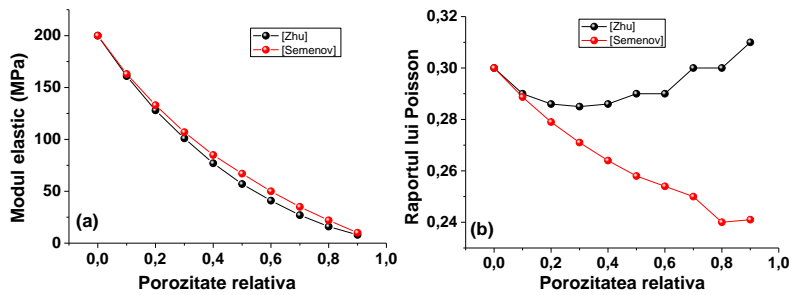 [Zhu]
[Semenov]
200
150
100
50
0
Modul elastic (MPa)
(a)
0,0 0,2 0,4 0,6 0,8 1,0
Porozitate relativa
[Zhu]
[Semenov]
0,32
0,30
0,28
0,26
0,24
Raportul lui Poisson
(b)
0,0 0,2 0,4 0,6 0,8 1,0
Porozitatea relativa